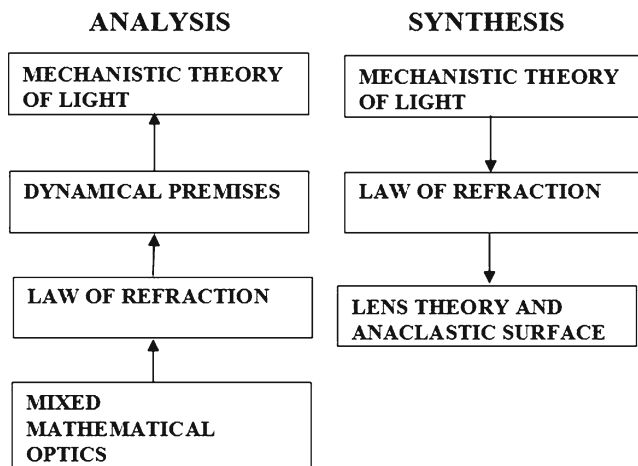 ANALYSIS
MECHANISTIC THEORY
OF LIGHT
DYNAMICAL PREMISES
LAW OF REFRACTION
MIXED
MATHEMATICAL
OPTICS
SYNTHESIS
MECHANISTIC THEORY
OF LIGHT
LAW OF REFRACTION
LENS THEORY AND
ANACLASTIC SURFACE